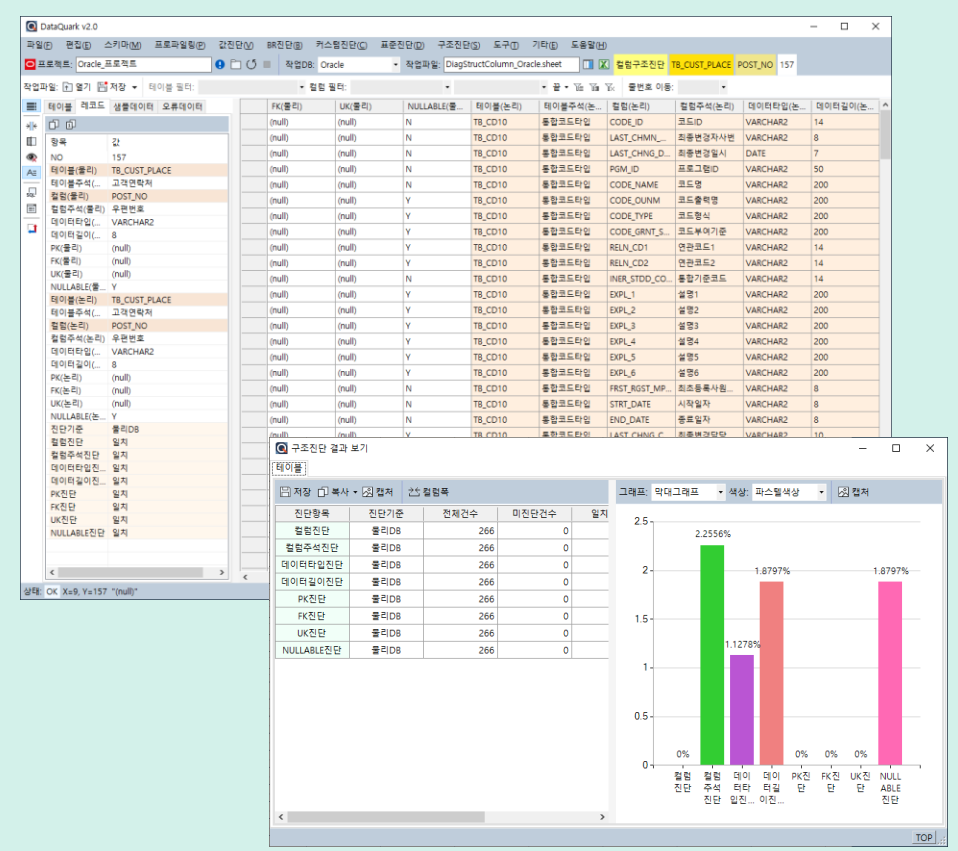 DataQuark v2.0
파일(F) 편집(E) 스키마(M) 프로파일링(P) 값진단(V) BR진단(B) 커스텀진단(C) 표준진단(D) 구조진단(S) 도구(T) 기타(E) 도움말(H)
프로젝트: Oracle_프로젝트 작업DB: Oracle 작업파일: DiagStructColumn_Oracle.sheet 컬럼구조진단 TB_CUST_PLACE POST_NO 157
작업파일: 열기 저장 테이블 필터: 컬럼 필터: 끝 줄번호 이동:
테이블 레코드 샘플데이터 오류데이터
항목 값
NO 157
테이블(물리) TB_CUST_PLACE
테이블주석(... 고객연락처
컬럼(물리) POST_NO
컬럼주석(물리) 우편번호
데이터타입(... VARCHAR2
데이터길이(... 8
PK(물리) (null)
FK(물리) (null)
UK(물리) (null)
NULLABLE(물... Y
테이블(논리) TB_CUST_PLACE
테이블주석(... 고객연락처
컬럼(논리) POST_NO
컬럼주석(논리) 우편번호
데이터타입(... VARCHAR2
데이터길이(... 8
PK(논리) (null)
FK(논리) (null)
UK(논리) (null)
NULLABLE(논... Y
진단기준 물리DB
컬럼진단 일치
컬럼주석진단 일치
데이터타입진... 일치
데이터길이진... 일치
PK진단 일치
FK진단 일치
UK진단 일치
NULLABLE진단 일치
FK(물리) UK(물리) NULLABLE(물... 테이블(논리) 테이블주석(논... 컬럼(논리) 컬럼주석(논리) 데이터타입(논... 데이터길이(논...
(null) (null) N TB_CD10 통합코드타입 CODE_ID 코드ID VARCHAR2 14
(null) (null) N TB_CD10 통합코드타입 LAST_CHMN_... 최종변경자사번 VARCHAR2 8
(null) (null) N TB_CD10 통합코드타입 LAST_CHNG_D... 최종변경일시 DATE 7
(null) (null) N TB_CD10 통합코드타입 PGM_ID 프로그램ID VARCHAR2 50
(null) (null) Y TB_CD10 통합코드타입 CODE_NAME 코드명 VARCHAR2 200
(null) (null) Y TB_CD10 통합코드타입 CODE_OUNM 코드출력명 VARCHAR2 200
(null) (null) Y TB_CD10 통합코드타입 CODE_TYPE 코드형식 VARCHAR2 200
(null) (null) Y TB_CD10 통합코드타입 CODE_GRNT_S... 코드부여기준 VARCHAR2 200
(null) (null) Y TB_CD10 통합코드타입 RELN_CD1 연관코드1 VARCHAR2 14
(null) (null) Y TB_CD10 통합코드타입 RELN_CD2 연관코드2 VARCHAR2 14
(null) (null) N TB_CD10 통합코드타입 INER_STDD_CO... 통합기준코드 VARCHAR2 14
(null) (null) Y TB_CD10 통합코드타입 EXPL_1 설명1 VARCHAR2 200
(null) (null) Y TB_CD10 통합코드타입 EXPL_2 설명2 VARCHAR2 200
(null) (null) Y TB_CD10 통합코드타입 EXPL_3 설명3 VARCHAR2 200
(null) (null) Y TB_CD10 통합코드타입 EXPL_4 설명4 VARCHAR2 200
(null) (null) Y TB_CD10 통합코드타입 EXPL_5 설명5 VARCHAR2 200
(null) (null) Y TB_CD10 통합코드타입 EXPL_6 설명6 VARCHAR2 200
(null) (null) N TB_CD10 통합코드타입 FRST_RGST_MP... 최초등록사원... VARCHAR2 8
(null) (null) N TB_CD10 통합코드타입 STRT_DATE 시작일자 VARCHAR2 8
(null) (null) N TB_CD10 통합코드타입 END_DATE 종료일자 VARCHAR2 8
(null) (null) Y TB_CD10 통합코드타입 LAST_CHNG_C... 최종변경담당... VARCHAR2 10
상태: OK X=9, Y=157 "(null)"
구조진단 결과 보기
테이블
저장 복사 캡처 컬럼폭 그래프: 막대그래프 색상: 파스텔색상 캡처
진단항목 진단기준 전체건수 미진단건수 일치
컬럼진단 물리DB 266 0
컬럼주석진단 물리DB 266 0
데이터타입진단 물리DB 266 0
데이터길이진단 물리DB 266 0
PK진단 물리DB 266 0
FK진단 물리DB 266 0
UK진단 물리DB 266 0
NULLABLE진단 물리DB 266 0
2.5
2.2556%
2
1.8797% 1.8797%
1.5
1.1278%
1
0.5
0% 0% 0% 0%
0
컬럼 컬럼 데이 데이 PK진 FK진 UK진 NULL
진단 주석 터타 터길 단 단 단 ABLE
진단 입진... 이진... 진단
TOP